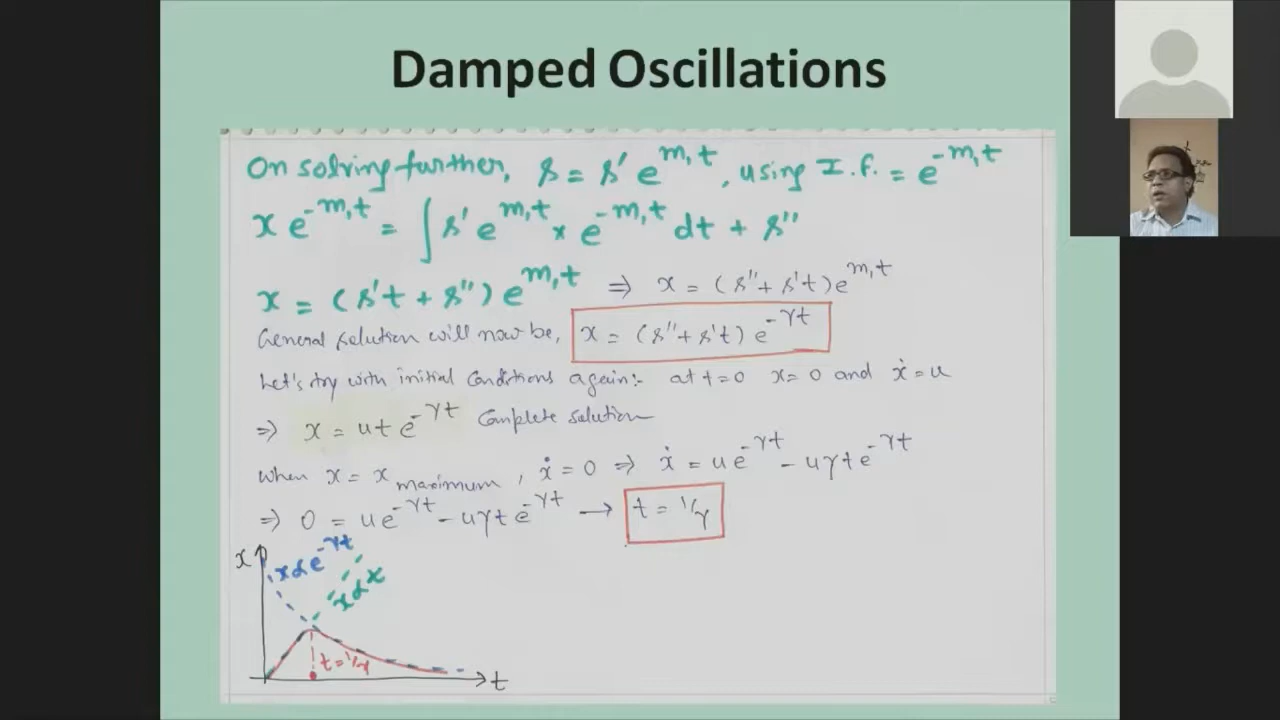 Damped Oscillations
On solving further, s = s' e^{m₁t}, using I.f. = e^{-m₁t}
x e^{-m₁t} = ∫ s' e^{m₁t} × e^{-m₁t} dt + s''
x = (s't + s'') e^{m₁t} ⇒ x = (s'' + s't) e^{m₁t}
General solution will now be, x = (s'' + s't) e^{-γt}
Let's try with initial conditions again:- at t=0 x=0 and ẋ=u
⇒ x = ut e^{-γt} Complete solution
When x = x maximum, ẋ = 0 ⇒ ẋ = u e^{-γt} - uγt e^{-γt}
⇒ 0 = u e^{-γt} - uγt e^{-γt} → t = 1/γ
x
x α e^{-γt}
x α x
t = 1/γ
t